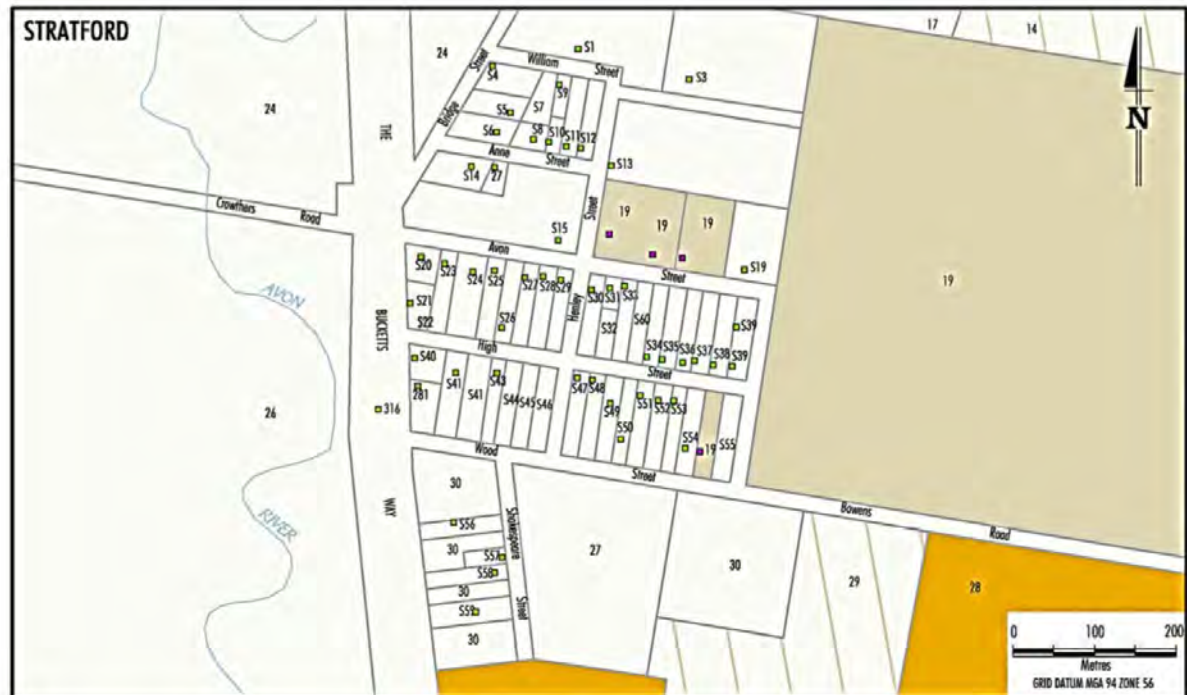 STRATFORD
17
14
24
S1
William
Street
Street
S4
S3
N
24
S9
S7
S5
Bridge
THE
S6
S8
S10
S11
S12
Anne
Street
S13
S14
27
Crowthers
Road
Street
19
19
19
S15
Avon
Street
S19
19
S20
S23
S24
S25
S27
S28
S29
AVON
S21
S22
BUCKETTS
Henley
S30
S31
S33
S32
S60
S26
S39
High
Street
S34
S35
S36
S37
S38
S39
S40
S41
S43
281
S41
S44
S45
S46
S47
S48
S49
S51
S52
S53
26
316
S50
S54
19
S55
Wood
Street
30
Bowens
Road
WAY
RIVER
S56
Shakespeare
Street
30
S57
S58
27
30
29
28
30
S59
30
0
100
200
Metres
GRID DATUM MGA 94 ZONE 56